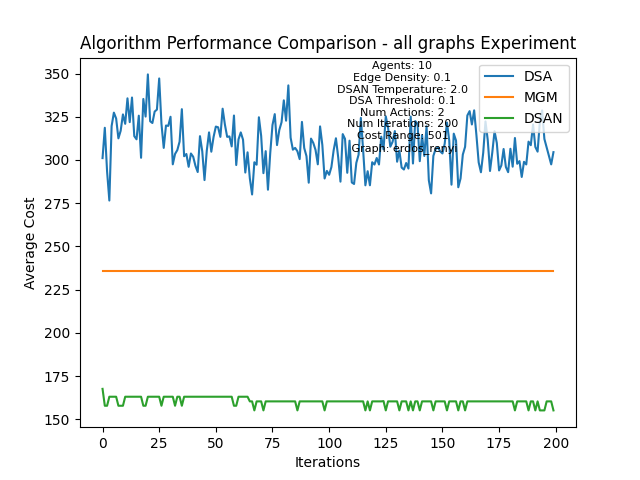 Algorithm Performance Comparison - all graphs Experiment
Agents: 10
Edge Density: 0.1
DSAN Temperature: 2.0
DSA Threshold: 0.1
Num Actions: 2
Num Iterations: 200
Cost Range: 501
Graph: erdos_renyi
DSA
MGM
DSAN
350
325
300
275
250
225
200
175
150
Average Cost
0
25
50
75
100
125
150
175
200
Iterations